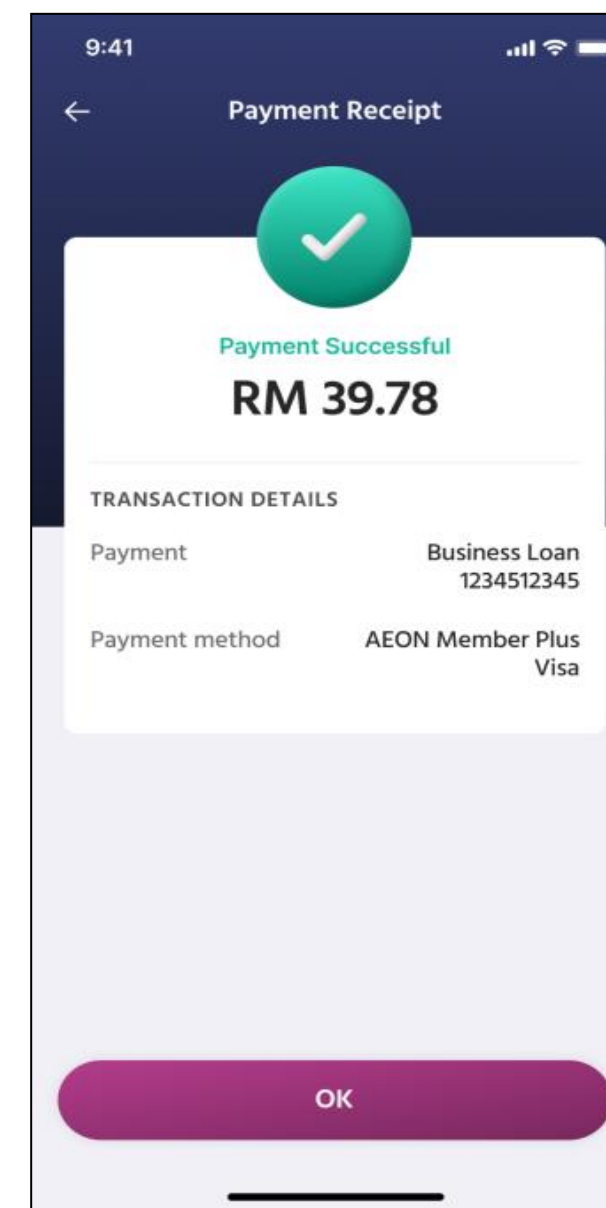 9:41
Payment Receipt
Payment Successful
RM 39.78
TRANSACTION DETAILS
Payment
Business Loan
1234512345
Payment method
AEON Member Plus
Visa
OK